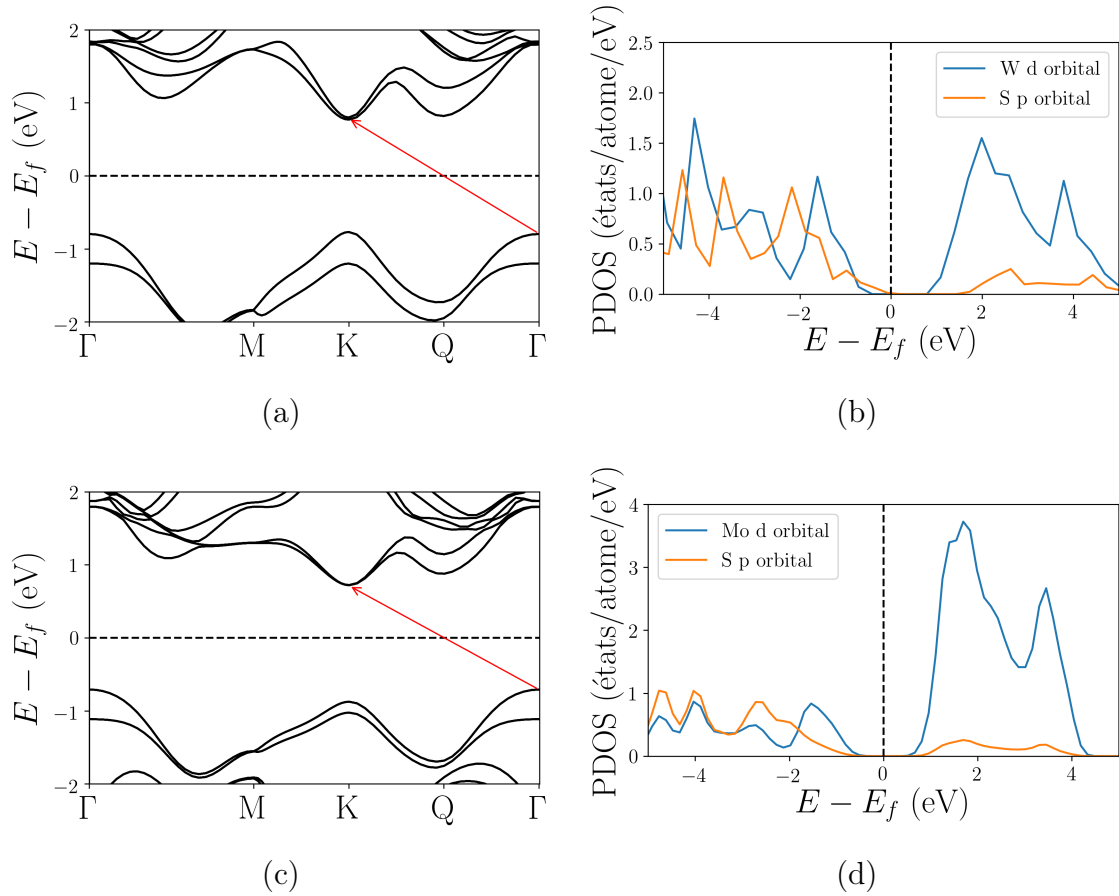 2
1
0
−1
−2
E − E_f (eV)
Γ
M
K
Q
Γ
(a)
2.5
2.0
1.5
1.0
0.5
0.0
PDOS (états/atome/eV)
W d orbital
S p orbital
−4
−2
0
2
4
E − E_f (eV)
(b)
2
1
0
−1
−2
E − E_f (eV)
Γ
M
K
Q
Γ
(c)
4
3
2
1
0
PDOS (états/atome/eV)
Mo d orbital
S p orbital
−4
−2
0
2
4
E − E_f (eV)
(d)